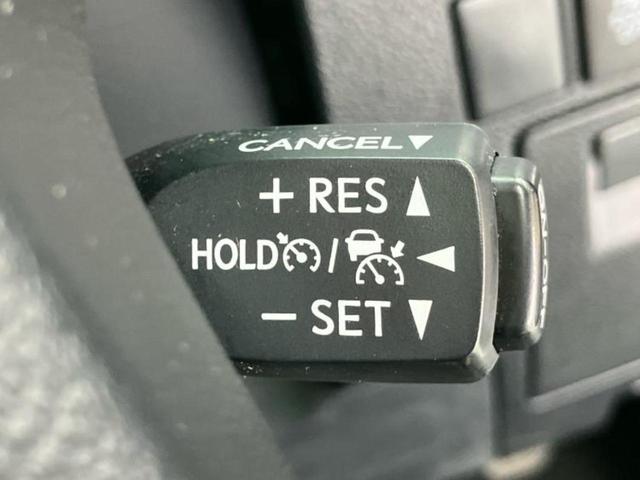 CANCEL▼
+ RES ▲
HOLD / ◀
− SET ▼